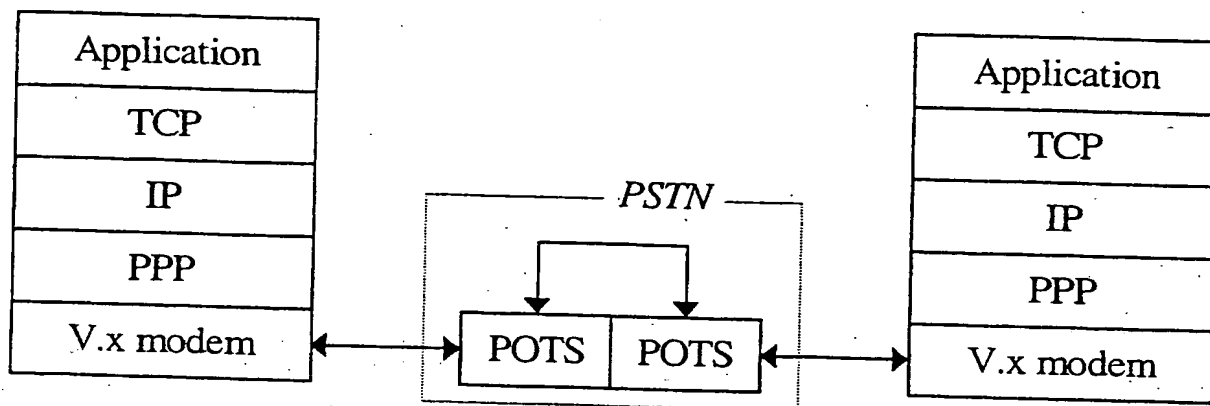 Application
TCP
IP
PPP
V.x modem
PSTN
POTS POTS
Application
TCP
IP
PPP
V.x modem